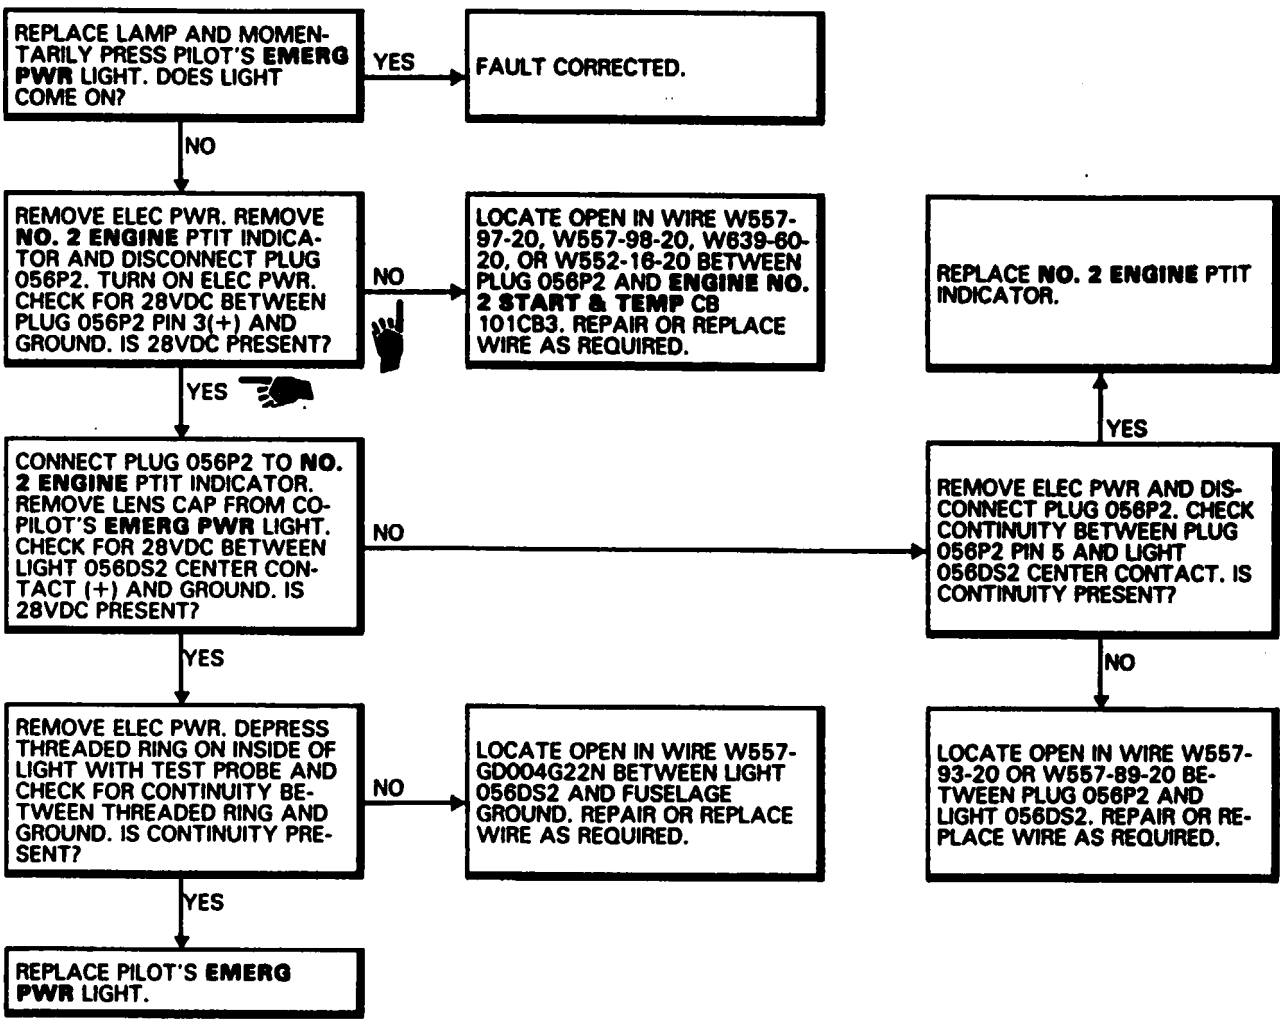 REPLACE LAMP AND MOMEN-
TARILY PRESS PILOT'S EMERG
PWR LIGHT. DOES LIGHT
COME ON?
YES
FAULT CORRECTED.
NO
REMOVE ELEC PWR. REMOVE
NO. 2 ENGINE PTIT INDICA-
TOR AND DISCONNECT PLUG
056P2. TURN ON ELEC PWR.
CHECK FOR 28VDC BETWEEN
PLUG 056P2 PIN 3(+) AND
GROUND. IS 28VDC PRESENT?
NO
LOCATE OPEN IN WIRE W557-
97-20, W557-98-20, W639-60-
20, OR W552-16-20 BETWEEN
PLUG 056P2 AND ENGINE NO.
2 START & TEMP CB
101CB3. REPAIR OR REPLACE
WIRE AS REQUIRED.
REPLACE NO. 2 ENGINE PTIT
INDICATOR.
YES
YES
CONNECT PLUG 056P2 TO NO.
2 ENGINE PTIT INDICATOR.
REMOVE LENS CAP FROM CO-
PILOT'S EMERG PWR LIGHT.
CHECK FOR 28VDC BETWEEN
LIGHT 056DS2 CENTER CON-
TACT (+) AND GROUND. IS
28VDC PRESENT?
NO
REMOVE ELEC PWR AND DIS-
CONNECT PLUG 056P2. CHECK
CONTINUITY BETWEEN PLUG
056P2 PIN 5 AND LIGHT
056DS2 CENTER CONTACT. IS
CONTINUITY PRESENT?
YES
NO
REMOVE ELEC PWR. DEPRESS
THREADED RING ON INSIDE OF
LIGHT WITH TEST PROBE AND
CHECK FOR CONTINUITY BE-
TWEEN THREADED RING AND
GROUND. IS CONTINUITY PRE-
SENT?
NO
LOCATE OPEN IN WIRE W557-
GD004G22N BETWEEN LIGHT
056DS2 AND FUSELAGE
GROUND. REPAIR OR REPLACE
WIRE AS REQUIRED.
LOCATE OPEN IN WIRE W557-
93-20 OR W557-89-20 BE-
TWEEN PLUG 056P2 AND
LIGHT 056DS2. REPAIR OR RE-
PLACE WIRE AS REQUIRED.
YES
REPLACE PILOT'S EMERG
PWR LIGHT.